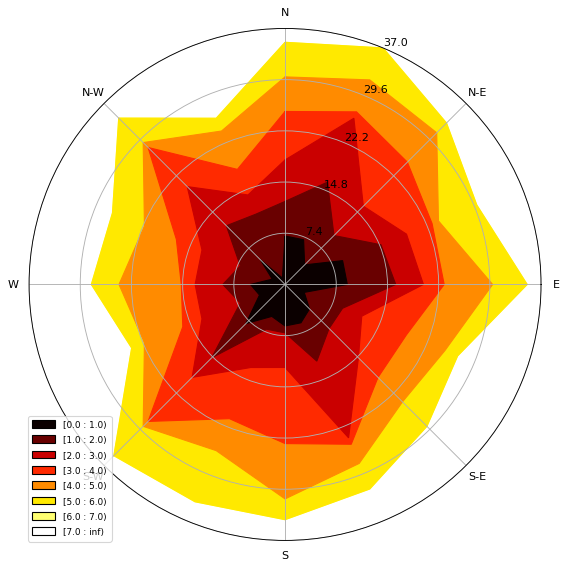 N
37.0
N-W
N-E
29.6
22.2
14.8
7.4
W
E
[0.0 : 1.0)
[1.0 : 2.0)
[2.0 : 3.0)
[3.0 : 4.0)
[4.0 : 5.0)
[5.0 : 6.0)
[6.0 : 7.0)
[7.0 : inf)
S-W
S-E
S